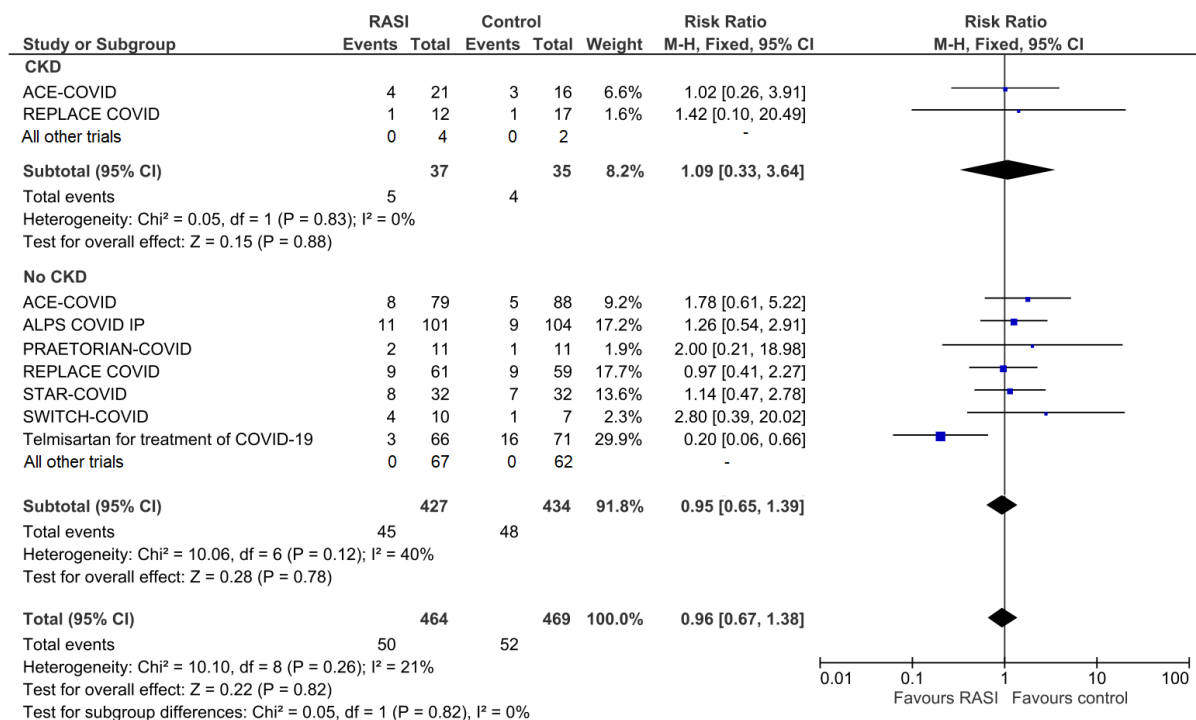 RASI Control Risk Ratio Risk Ratio
Study or Subgroup Events Total Events Total Weight M-H, Fixed, 95% CI M-H, Fixed, 95% CI
CKD
ACE-COVID 4 21 3 16 6.6% 1.02 [0.26, 3.91]
REPLACE COVID 1 12 1 17 1.6% 1.42 [0.10, 20.49]
All other trials 0 4 0 2 -
Subtotal (95% CI) 37 35 8.2% 1.09 [0.33, 3.64]
Total events 5 4
Heterogeneity: Chi² = 0.05, df = 1 (P = 0.83); I² = 0%
Test for overall effect: Z = 0.15 (P = 0.88)
No CKD
ACE-COVID 8 79 5 88 9.2% 1.78 [0.61, 5.22]
ALPS COVID IP 11 101 9 104 17.2% 1.26 [0.54, 2.91]
PRAETORIAN-COVID 2 11 1 11 1.9% 2.00 [0.21, 18.98]
REPLACE COVID 9 61 9 59 17.7% 0.97 [0.41, 2.27]
STAR-COVID 8 32 7 32 13.6% 1.14 [0.47, 2.78]
SWITCH-COVID 4 10 1 7 2.3% 2.80 [0.39, 20.02]
Telmisartan for treatment of COVID-19 3 66 16 71 29.9% 0.20 [0.06, 0.66]
All other trials 0 67 0 62 -
Subtotal (95% CI) 427 434 91.8% 0.95 [0.65, 1.39]
Total events 45 48
Heterogeneity: Chi² = 10.06, df = 6 (P = 0.12); I² = 40%
Test for overall effect: Z = 0.28 (P = 0.78)
Total (95% CI) 464 469 100.0% 0.96 [0.67, 1.38]
Total events 50 52
Heterogeneity: Chi² = 10.10, df = 8 (P = 0.26); I² = 21%
Test for overall effect: Z = 0.22 (P = 0.82)
Test for subgroup differences: Chi² = 0.05, df = 1 (P = 0.82), I² = 0%
0.01 0.1 1 10 100
Favours RASI Favours control